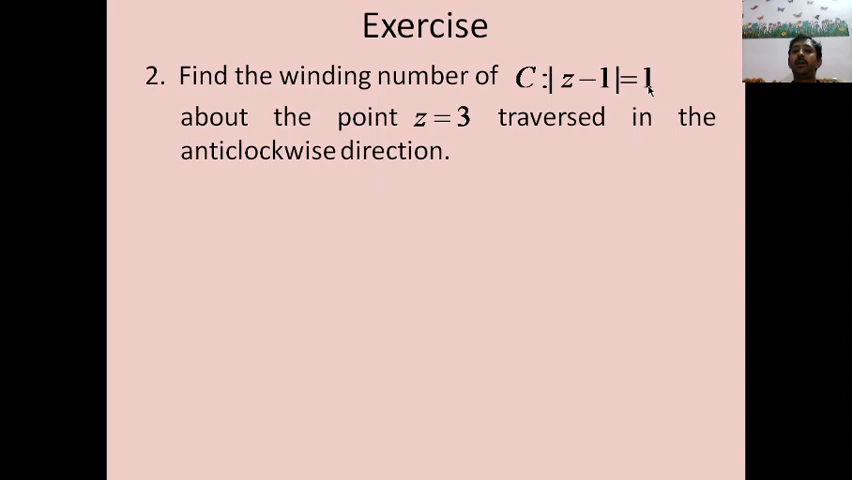 Exercise
2. Find the winding number of C :| z − 1 |= 1
about the point z = 3 traversed in the
anticlockwise direction.